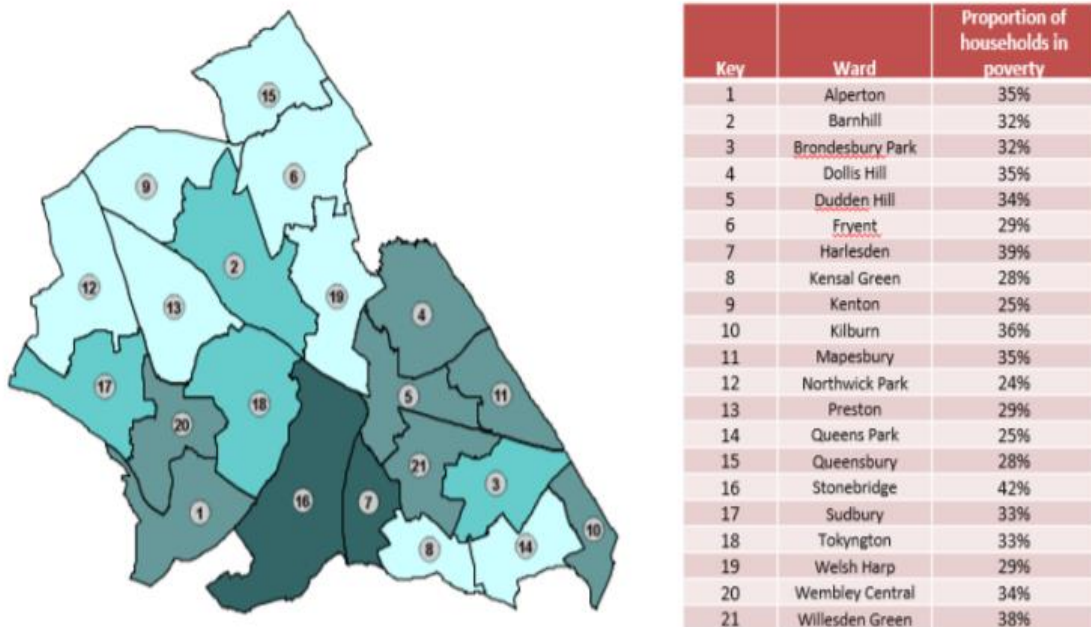 15
6
9
2
12
19
13
4
17
5
11
18
20
21
3
16
7
1
10
14
8
Key Ward Proportion of households in poverty
1 Alperton 35%
2 Barnhill 32%
3 Brondesbury Park 32%
4 Dollis Hill 35%
5 Dudden Hill 34%
6 Fryent 29%
7 Harlesden 39%
8 Kensal Green 28%
9 Kenton 25%
10 Kilburn 36%
11 Mapesbury 35%
12 Northwick Park 24%
13 Preston 29%
14 Queens Park 25%
15 Queensbury 28%
16 Stonebridge 42%
17 Sudbury 33%
18 Tokyngton 33%
19 Welsh Harp 29%
20 Wembley Central 34%
21 Willesden Green 38%